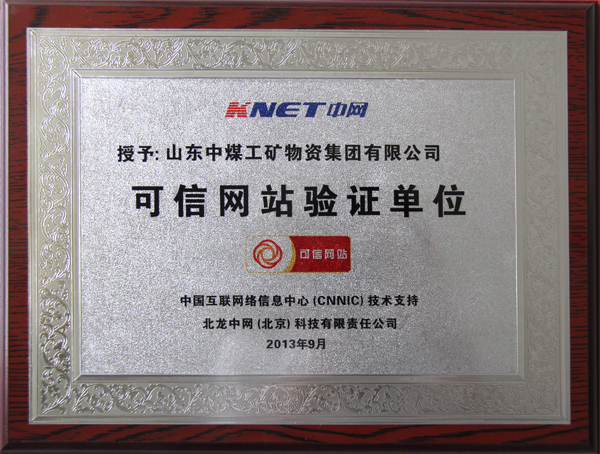 KNET中网
授予: 山东中煤工矿物资集团有限公司
可信网站验证单位
可信网站
中国互联网络信息中心(CNNIC)技术支持
北龙中网(北京)科技有限责任公司
2013年9月